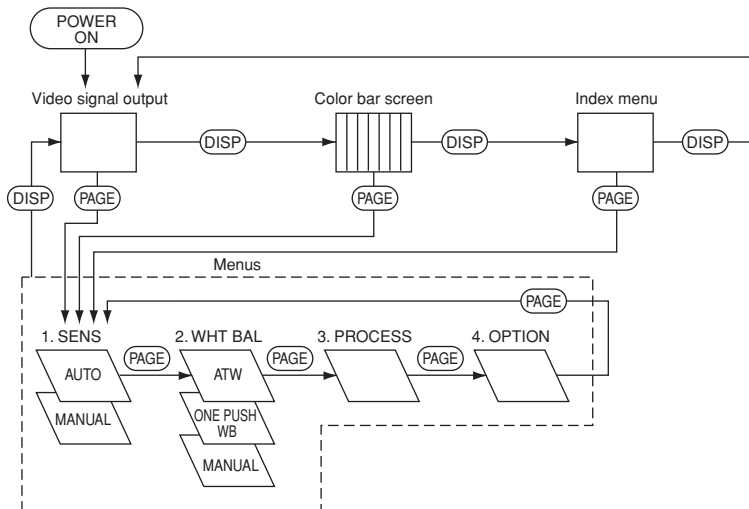 POWER
ON
Video signal output
Color bar screen
Index menu
DISP
DISP
DISP
DISP
PAGE
PAGE
PAGE
Menus
PAGE
1. SENS
2. WHT BAL
3. PROCESS
4. OPTION
AUTO
PAGE
ATW
PAGE
PAGE
MANUAL
ONE PUSH
WB
MANUAL